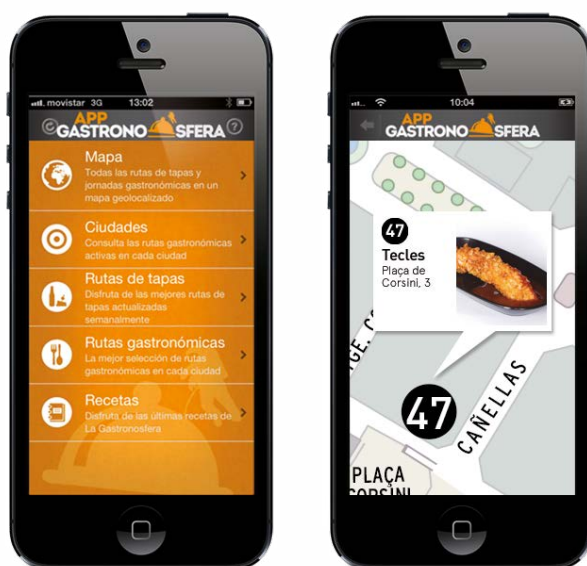 movistar 3G 13:02
APP
GASTRONO SFERA ?
Mapa
Todas las rutas de tapas y
jornadas gastronómicas en un
mapa geolocalizado
Ciudades
Consulta las rutas gastronómicas
activas en cada ciudad
Rutas de tapas
Disfruta de las mejores rutas de
tapas actualizadas
semanalmente
Rutas gastronómicas
La mejor selección de rutas
gastronómicas en cada ciudad
Recetas
Disfruta de las últimas recetas de
La Gastronosfera
10:04
APP
GASTRONO SFERA
47
Tecles
Plaça de
Corsini, 3
47
CAÑELLAS
PLAÇA
CORSINI